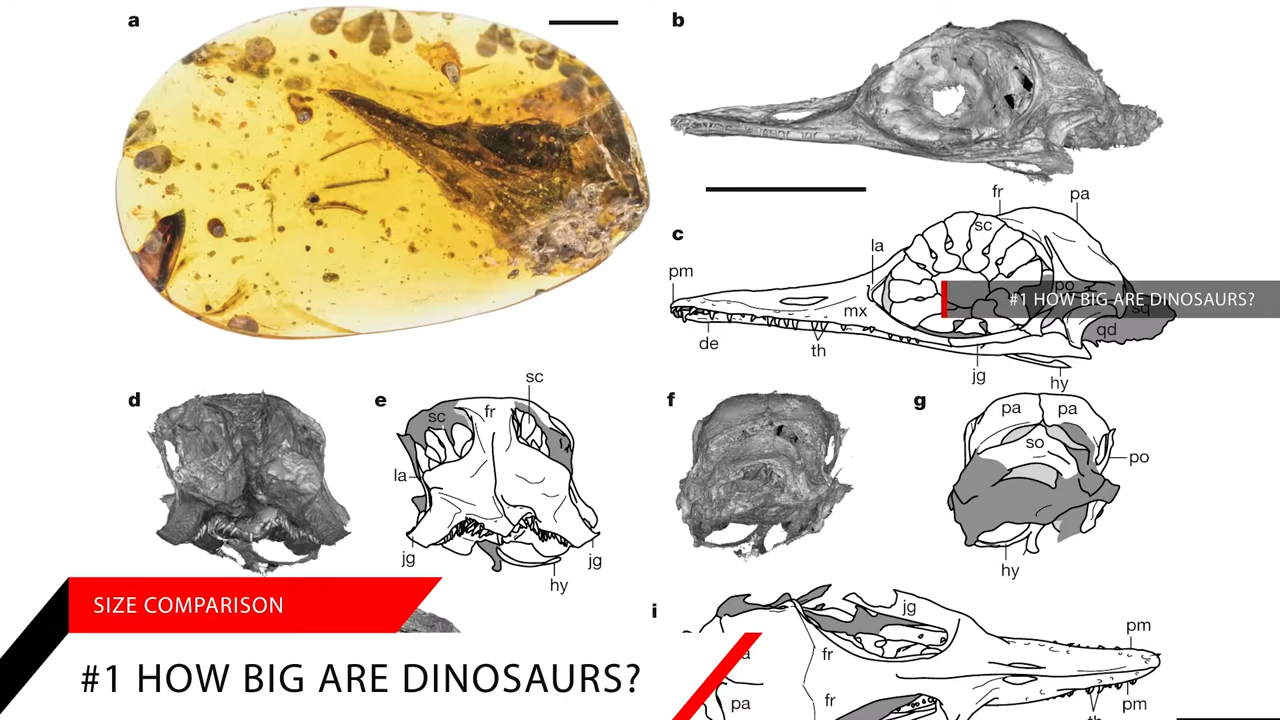 a
b
fr
pa
c
sc
la
pm
po
#1 HOW BIG ARE DINOSAURS?
mx
sq
qd
de
th
jg
hy
d
e
sc
sc
fr
la
jg
jg
hy
f
g
pa
pa
so
po
hy
SIZE COMPARISON
#1 HOW BIG ARE DINOSAURS?
i
jg
pm
fr
pa
fr
pm
th